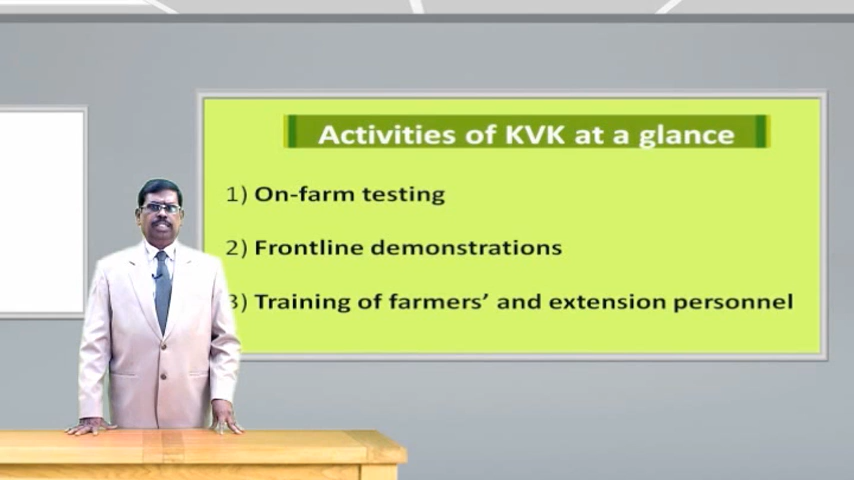 Activities of KVK at a glance
1) On-farm testing
2) Frontline demonstrations
3) Training of farmers’ and extension personnel